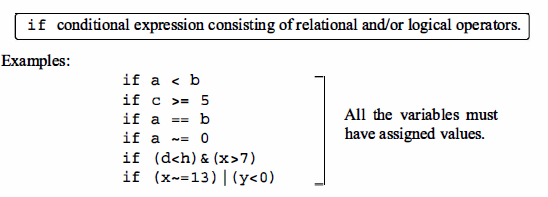 if conditional expression consisting of relational and/or logical operators.
Examples:
if a < b
if c >= 5
if a == b
if a ~= 0
if (d<h)&(x>7)
if (x~=13)|(y<0)
All the variables must
have assigned values.